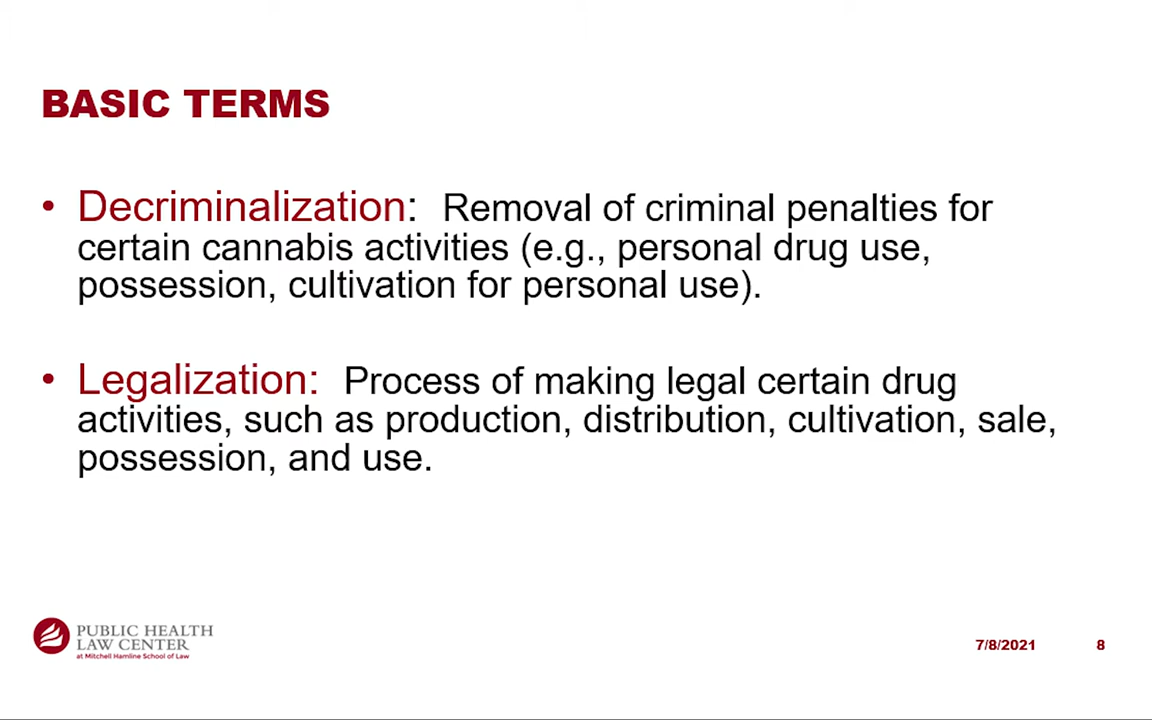 BASIC TERMS
• Decriminalization: Removal of criminal penalties for
certain cannabis activities (e.g., personal drug use,
possession, cultivation for personal use).
• Legalization: Process of making legal certain drug
activities, such as production, distribution, cultivation, sale,
possession, and use.
PUBLIC HEALTH
LAW CENTER
at Mitchell Hamline School of Law
7/8/2021 8